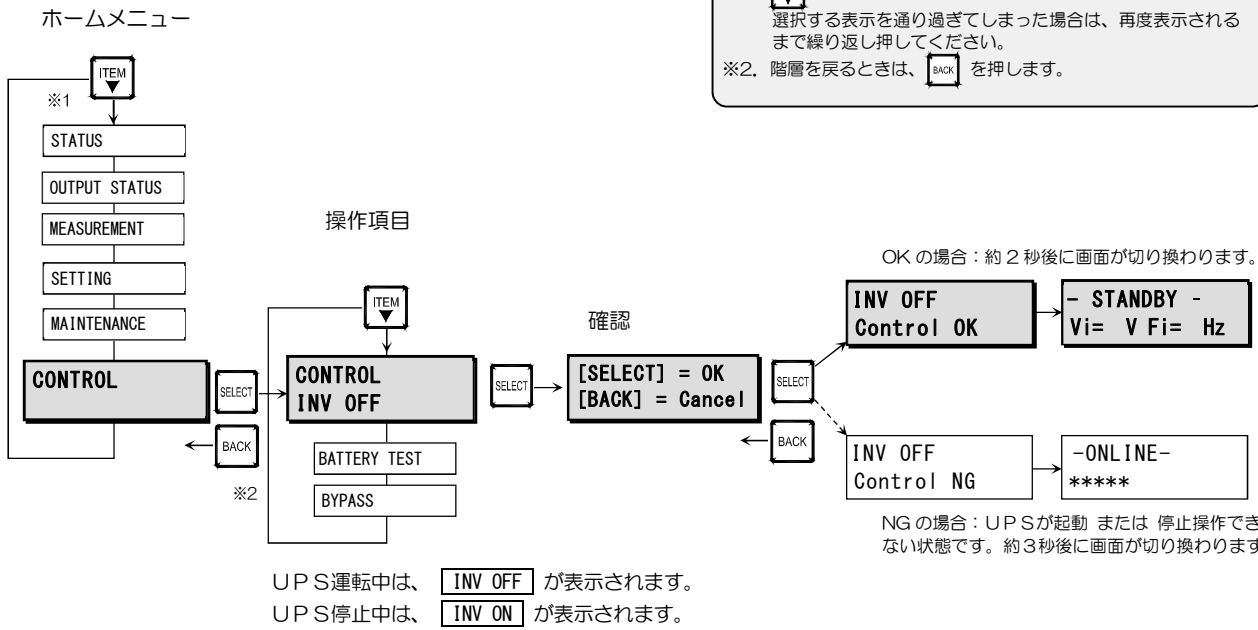 ホームメニュー
選択する表示を通り過ぎてしまった場合は、再度表示される
まで繰り返し押してください。
※2. 階層を戻るときは、 BACK を押します。
ITEM
※1
STATUS
OUTPUT STATUS
MEASUREMENT
SETTING
MAINTENANCE
CONTROL
SELECT
BACK
※2
操作項目
ITEM
CONTROL
INV OFF
BATTERY TEST
BYPASS
SELECT
確認
[SELECT] = OK
[BACK] = Cancel
SELECT
BACK
OK の場合：約 2 秒後に画面が切り換わります。
INV OFF
Control OK
- STANDBY -
Vi= V Fi= Hz
INV OFF
Control NG
-ONLINE-
*****
NG の場合：ＵＰＳが起動 または 停止操作でき
ない状態です。約３秒後に画面が切り換わります
ＵＰＳ運転中は、 INV OFF が表示されます。
ＵＰＳ停止中は、 INV ON が表示されます。